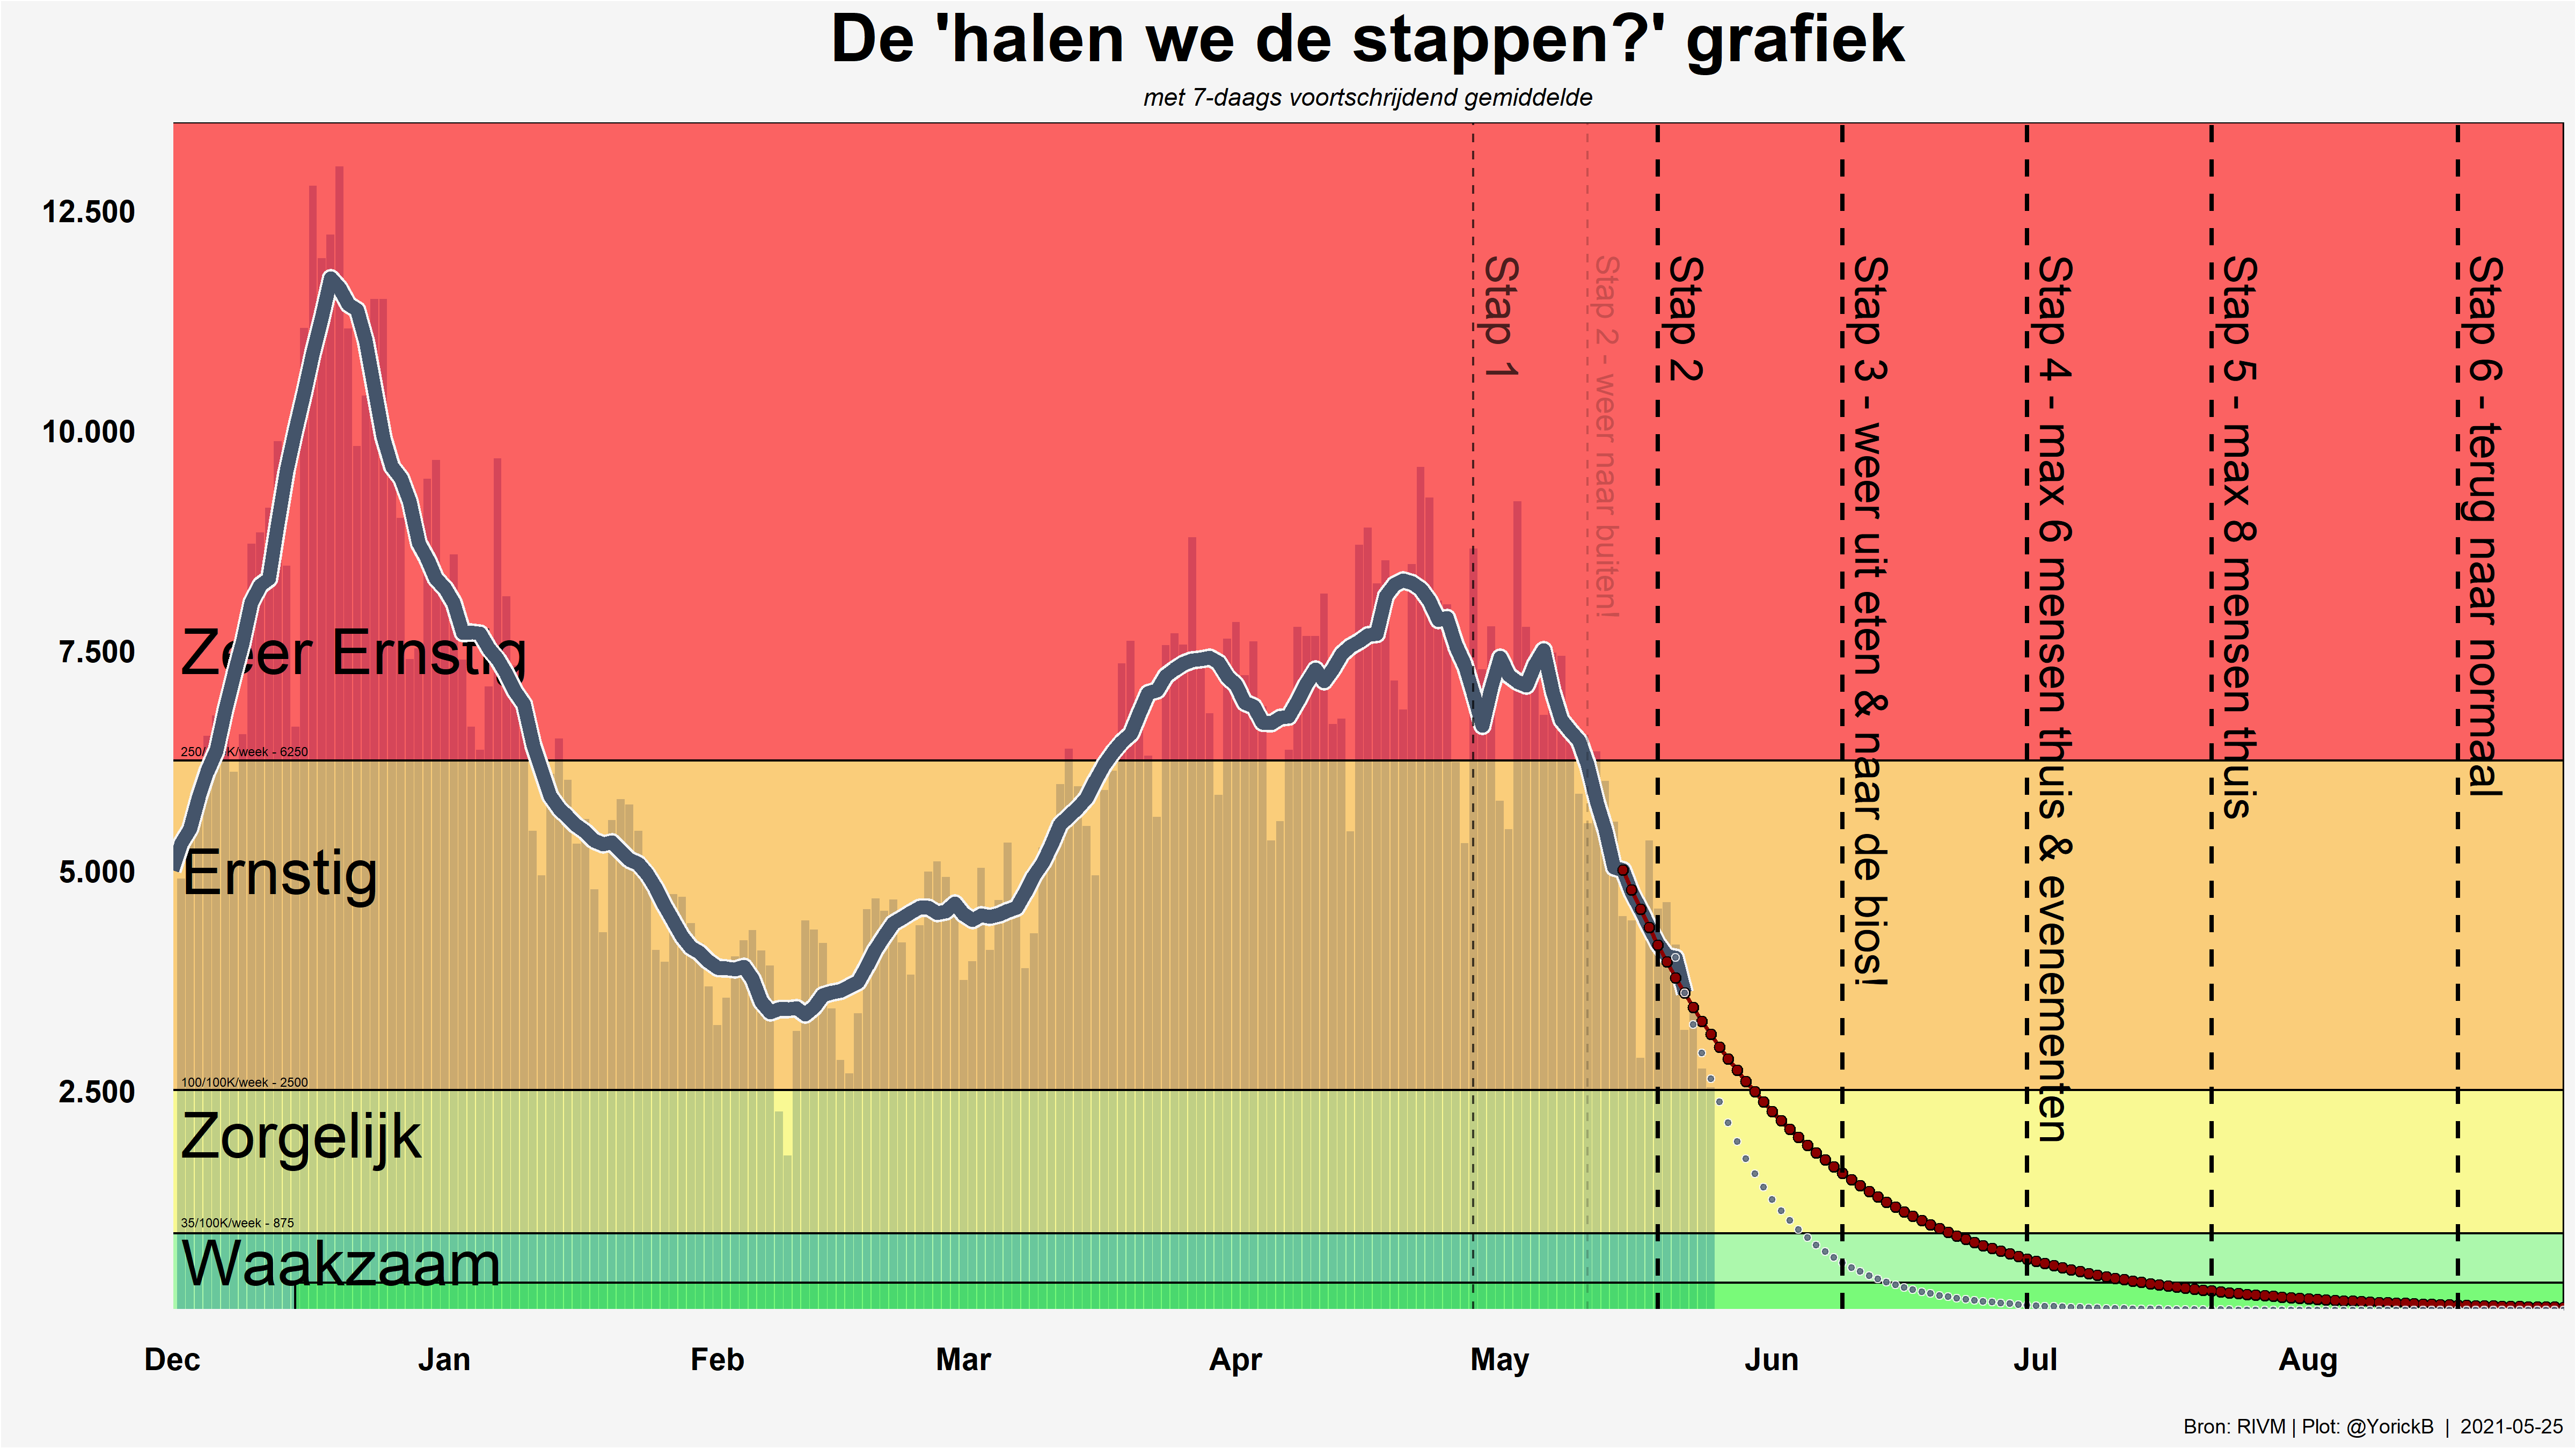 De 'halen we de stappen?' grafiek
met 7-daags voortschrijdend gemiddelde
12.500
10.000
7.500
5.000
2.500
Zeer Ernstig
250/100K/week - 6250
Ernstig
100/100K/week - 2500
Zorgelijk
35/100K/week - 875
Waakzaam
Stap 1
Stap 2 - weer naar buiten!
Stap 2
Stap 3 - weer uit eten & naar de bios!
Stap 4 - max 6 mensen thuis & evenementen
Stap 5 - max 8 mensen thuis
Stap 6 - terug naar normaal
Dec
Jan
Feb
Mar
Apr
May
Jun
Jul
Aug
Bron: RIVM | Plot: @YorickB | 2021-05-25